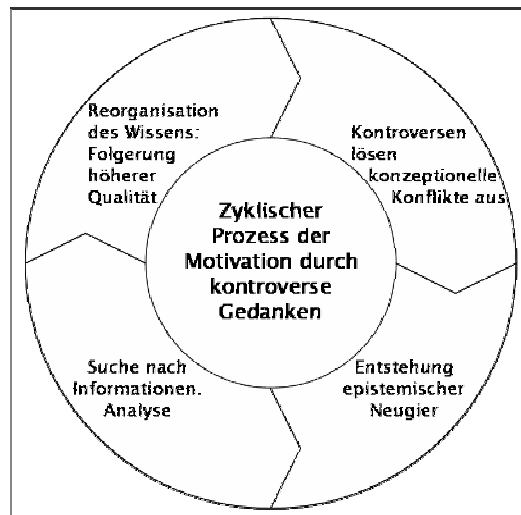 Reorganisation
des Wissens:
Folgerung
höherer
Qualität
Kontroversen
lösen
konzeptionelle
Konflikte aus
Zyklischer
Prozess der
Motivation durch
kontroverse
Gedanken
Suche nach
Informationen.
Analyse
Entstehung
epistemischer
Neugier